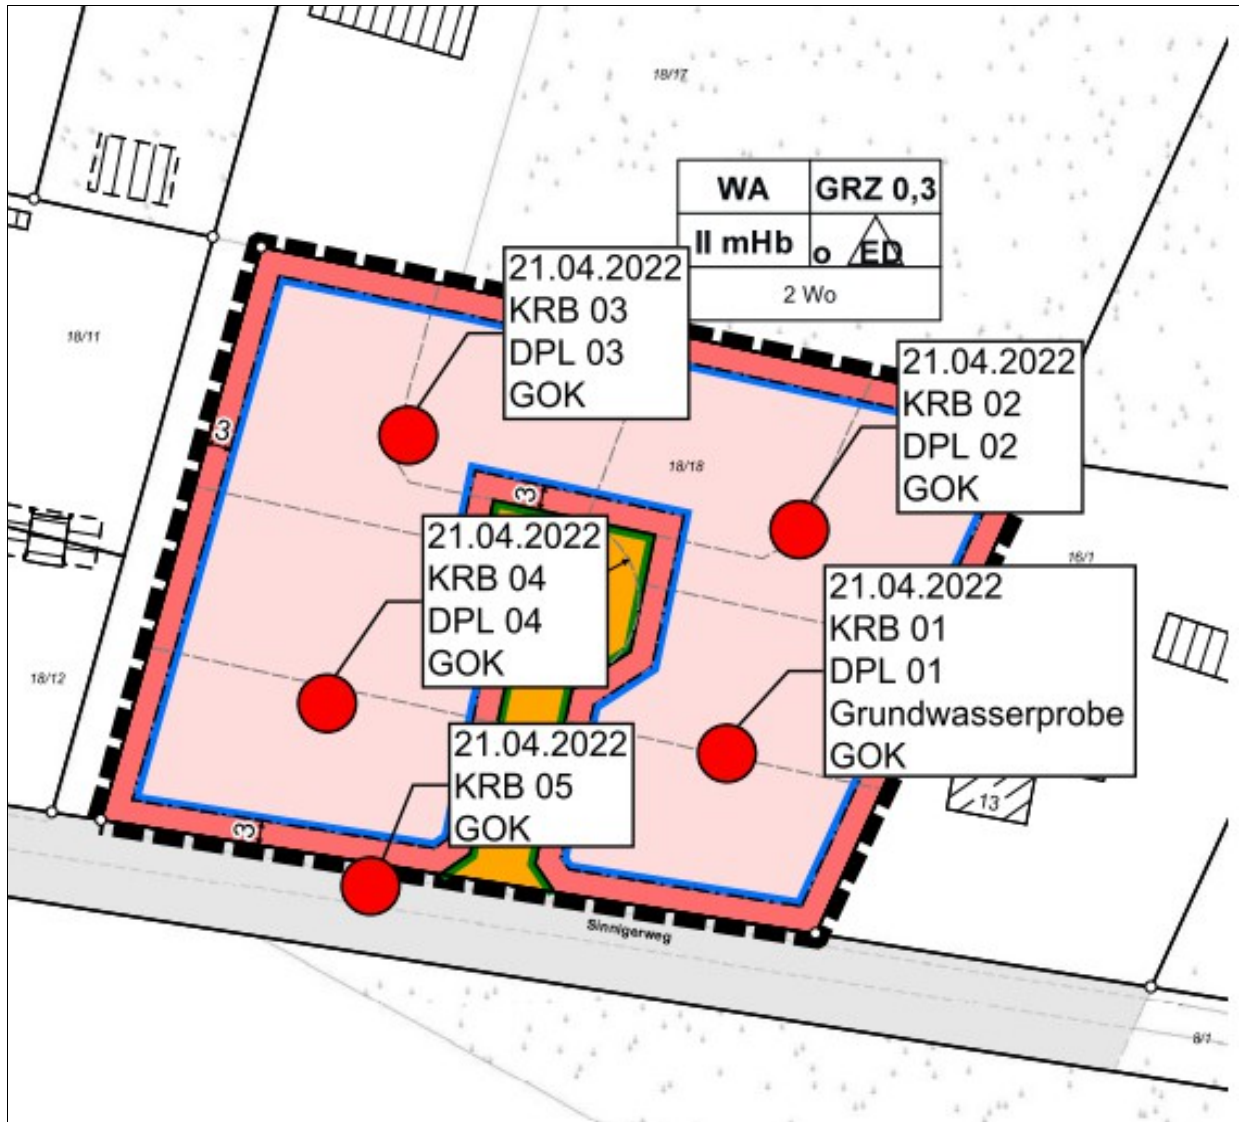 18/17
WA
GRZ 0,3
II mHb
o
ED
2 Wo
21.04.2022
KRB 03
DPL 03
GOK
18/11
21.04.2022
KRB 02
DPL 02
GOK
3
18/18
3
21.04.2022
KRB 04
DPL 04
GOK
16/1
21.04.2022
KRB 01
DPL 01
Grundwasserprobe
GOK
18/12
21.04.2022
KRB 05
GOK
13
3
Sinnigerweg
8/1